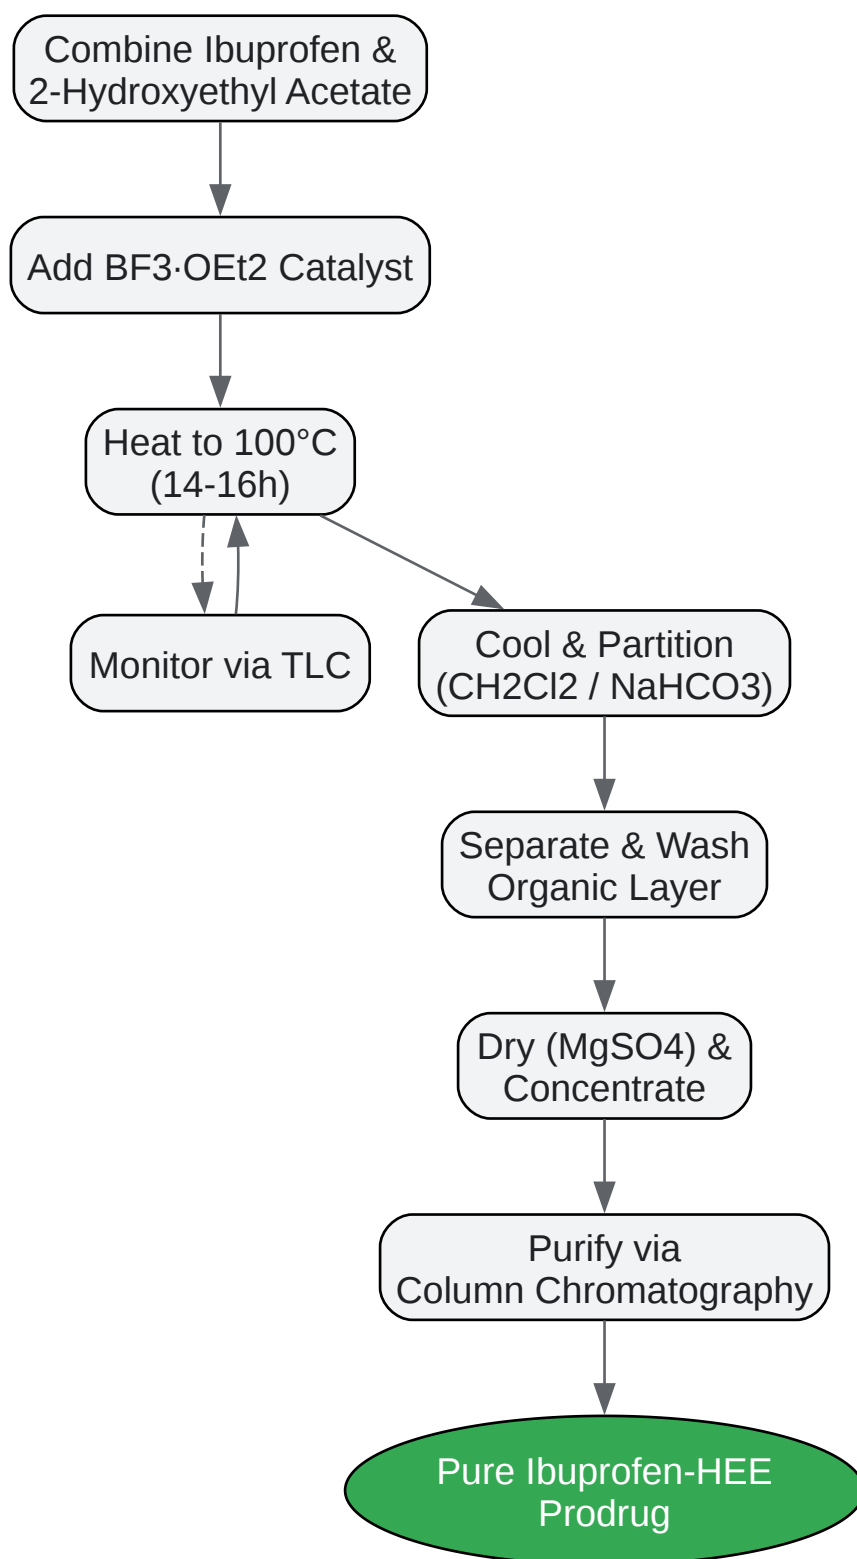 Combine Ibuprofen &
2-Hydroxyethyl Acetate
Add BF3·OEt2 Catalyst
Heat to 100°C
(14-16h)
Monitor via TLC
Cool & Partition
(CH2Cl2 / NaHCO3)
Separate & Wash
Organic Layer
Dry (MgSO4) &
Concentrate
Purify via
Column Chromatography
Pure Ibuprofen-HEE
Prodrug